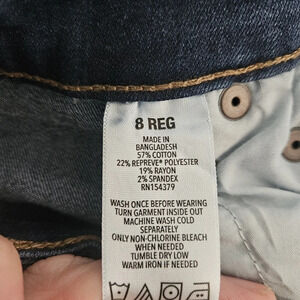 8 REG
MADE IN
BANGLADESH
57% COTTON
22% REPREVE® POLYESTER
19% RAYON
2% SPANDEX
RN154379
WASH ONCE BEFORE WEARING
TURN GARMENT INSIDE OUT
MACHINE WASH COLD
SEPARATELY
ONLY NON-CHLORINE BLEACH
WHEN NEEDED
TUMBLE DRY LOW
WARM IRON IF NEEDED